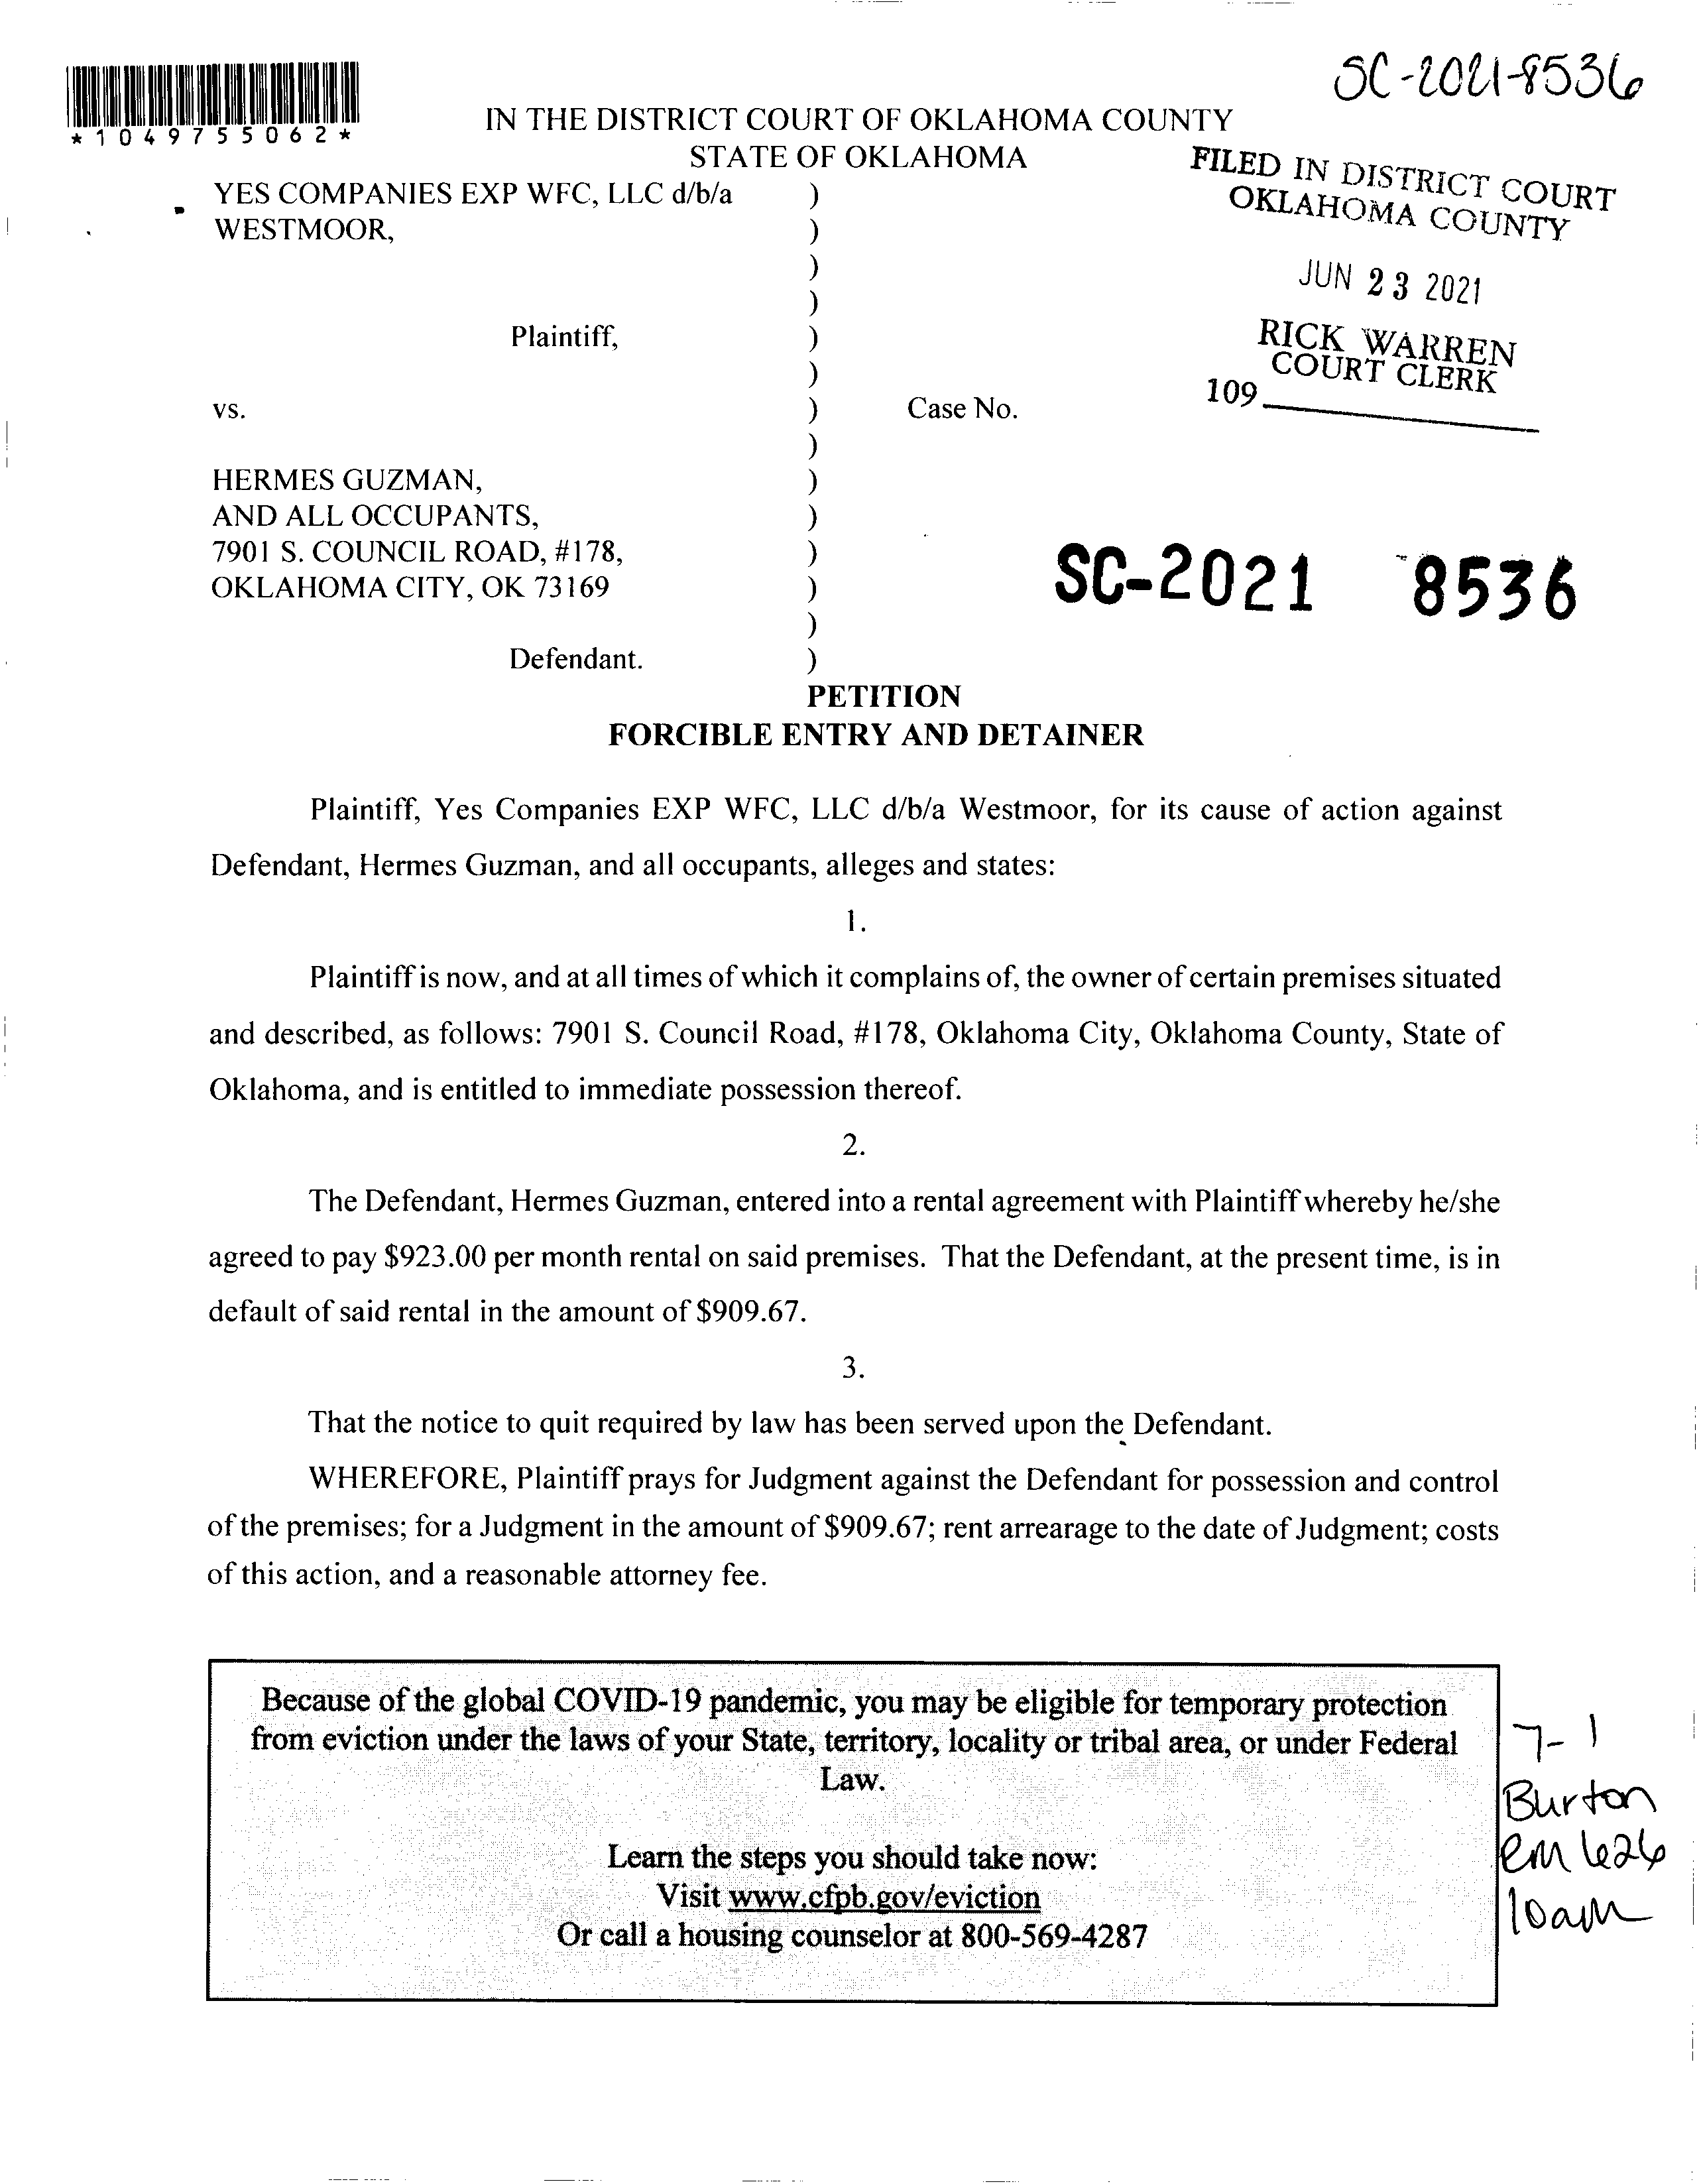 SC-2021-8536
*1049755062*
IN THE DISTRICT COURT OF OKLAHOMA COUNTY
STATE OF OKLAHOMA
FILED IN DISTRICT COURT
OKLAHOMA COUNTY
JUN 23 2021
RICK WARREN
COURT CLERK
109
YES COMPANIES EXP WFC, LLC d/b/a )
WESTMOOR, )
)
)
Plaintiff, )
)
vs. ) Case No.
)
HERMES GUZMAN, )
AND ALL OCCUPANTS, )
7901 S. COUNCIL ROAD, #178, )
OKLAHOMA CITY, OK 73169 )
)
Defendant. )
SC-2021 -8536
PETITION
FORCIBLE ENTRY AND DETAINER
Plaintiff, Yes Companies EXP WFC, LLC d/b/a Westmoor, for its cause of action against
Defendant, Hermes Guzman, and all occupants, alleges and states:
1.
Plaintiff is now, and at all times of which it complains of, the owner of certain premises situated
and described, as follows: 7901 S. Council Road, #178, Oklahoma City, Oklahoma County, State of
Oklahoma, and is entitled to immediate possession thereof.
2.
The Defendant, Hermes Guzman, entered into a rental agreement with Plaintiff whereby he/she
agreed to pay $923.00 per month rental on said premises. That the Defendant, at the present time, is in
default of said rental in the amount of $909.67.
3.
That the notice to quit required by law has been served upon the Defendant.
WHEREFORE, Plaintiff prays for Judgment against the Defendant for possession and control
of the premises; for a Judgment in the amount of $909.67; rent arrearage to the date of Judgment; costs
of this action, and a reasonable attorney fee.
Because of the global COVID-19 pandemic, you may be eligible for temporary protection
from eviction under the laws of your State, territory, locality or tribal area, or under Federal
Law.
Learn the steps you should take now:
Visit www.cfpb.gov/eviction
Or call a housing counselor at 800-569-4287
7-1
Burton
rm 626
10am